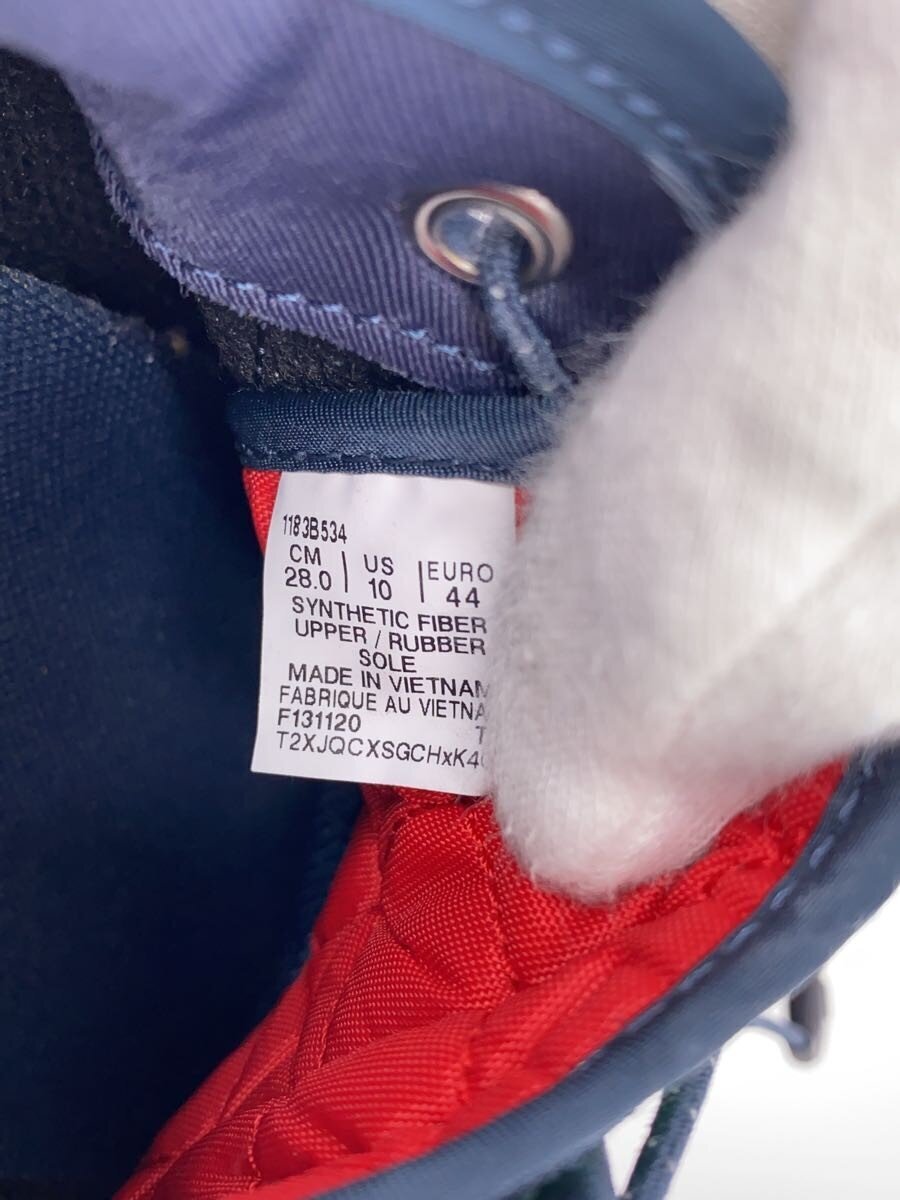 1183B534
CM | US | EURO
28.0 | 10 | 44
SYNTHETIC FIBER
UPPER / RUBBER
SOLE
MADE IN VIETNAM
FABRIQUE AU VIETNA
F131120 T
T2XJQCXSGCHxK4